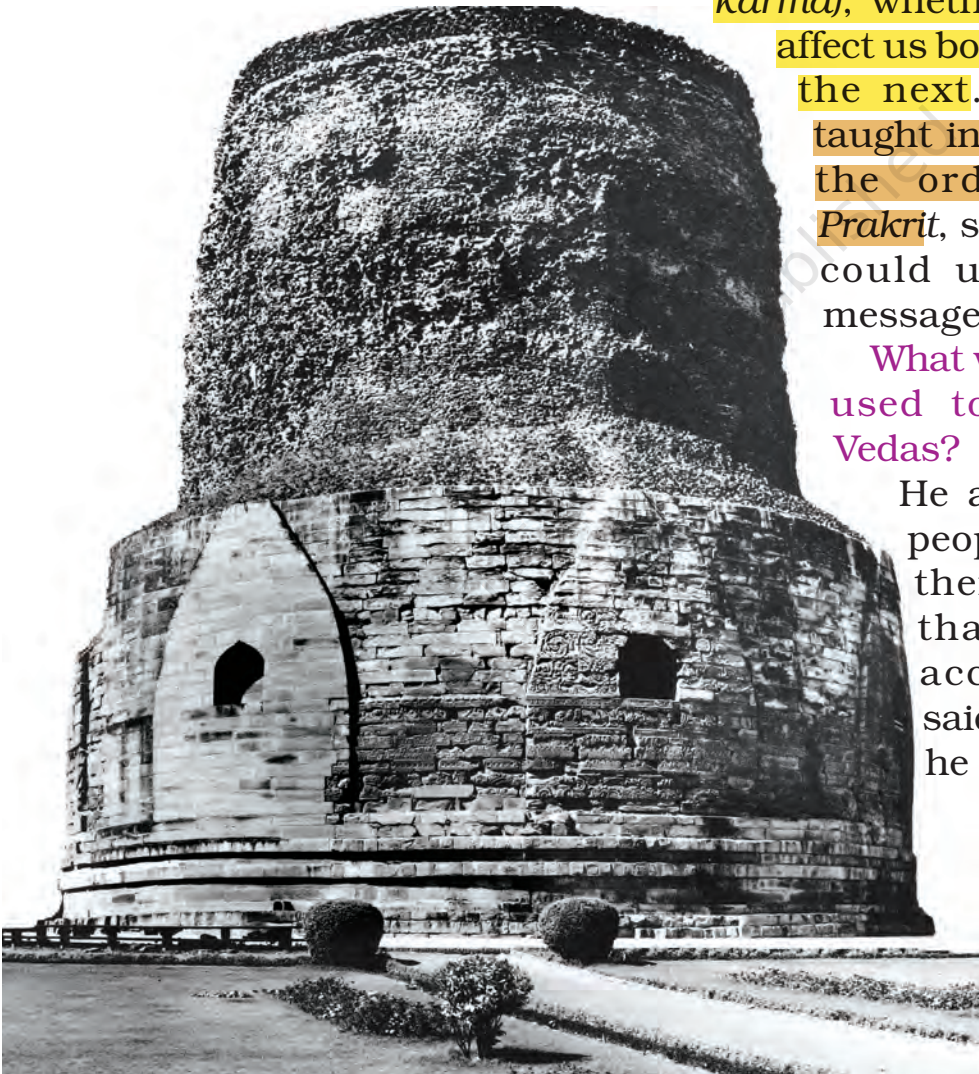 karma), wheth
affect us bo
the next.
taught in
the ord
Prakrit, s
could u
message
What
used to
Vedas?
He a
peop
the
tha
acc
said
he